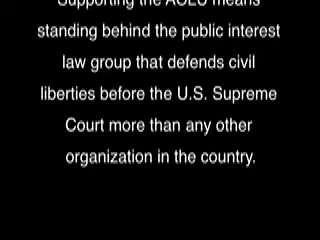 Supporting the ACLU means
standing behind the public interest
law group that defends civil
liberties before the U.S. Supreme
Court more than any other
organization in the country.